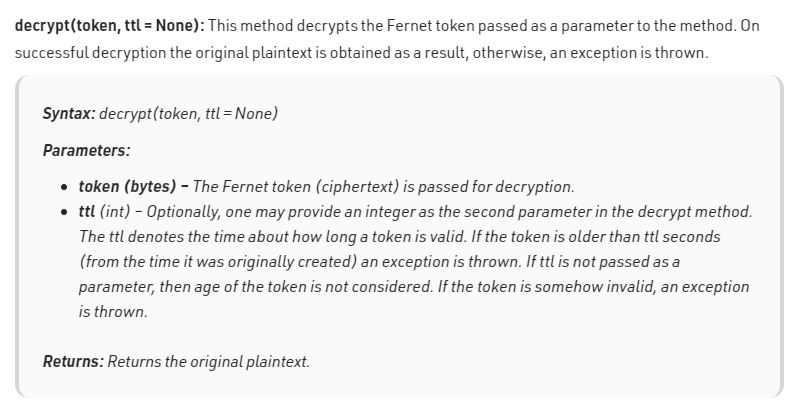 decrypt(token, ttl = None): This method decrypts the Fernet token passed as a parameter to the method. On
successful decryption the original plaintext is obtained as a result, otherwise, an exception is thrown.
Syntax: decrypt(token, ttl = None)
Parameters:
• token (bytes) – The Fernet token (ciphertext) is passed for decryption.
• ttl (int) – Optionally, one may provide an integer as the second parameter in the decrypt method.
The ttl denotes the time about how long a token is valid. If the token is older than ttl seconds
(from the time it was originally created) an exception is thrown. If ttl is not passed as a
parameter, then age of the token is not considered. If the token is somehow invalid, an exception
is thrown.
Returns: Returns the original plaintext.